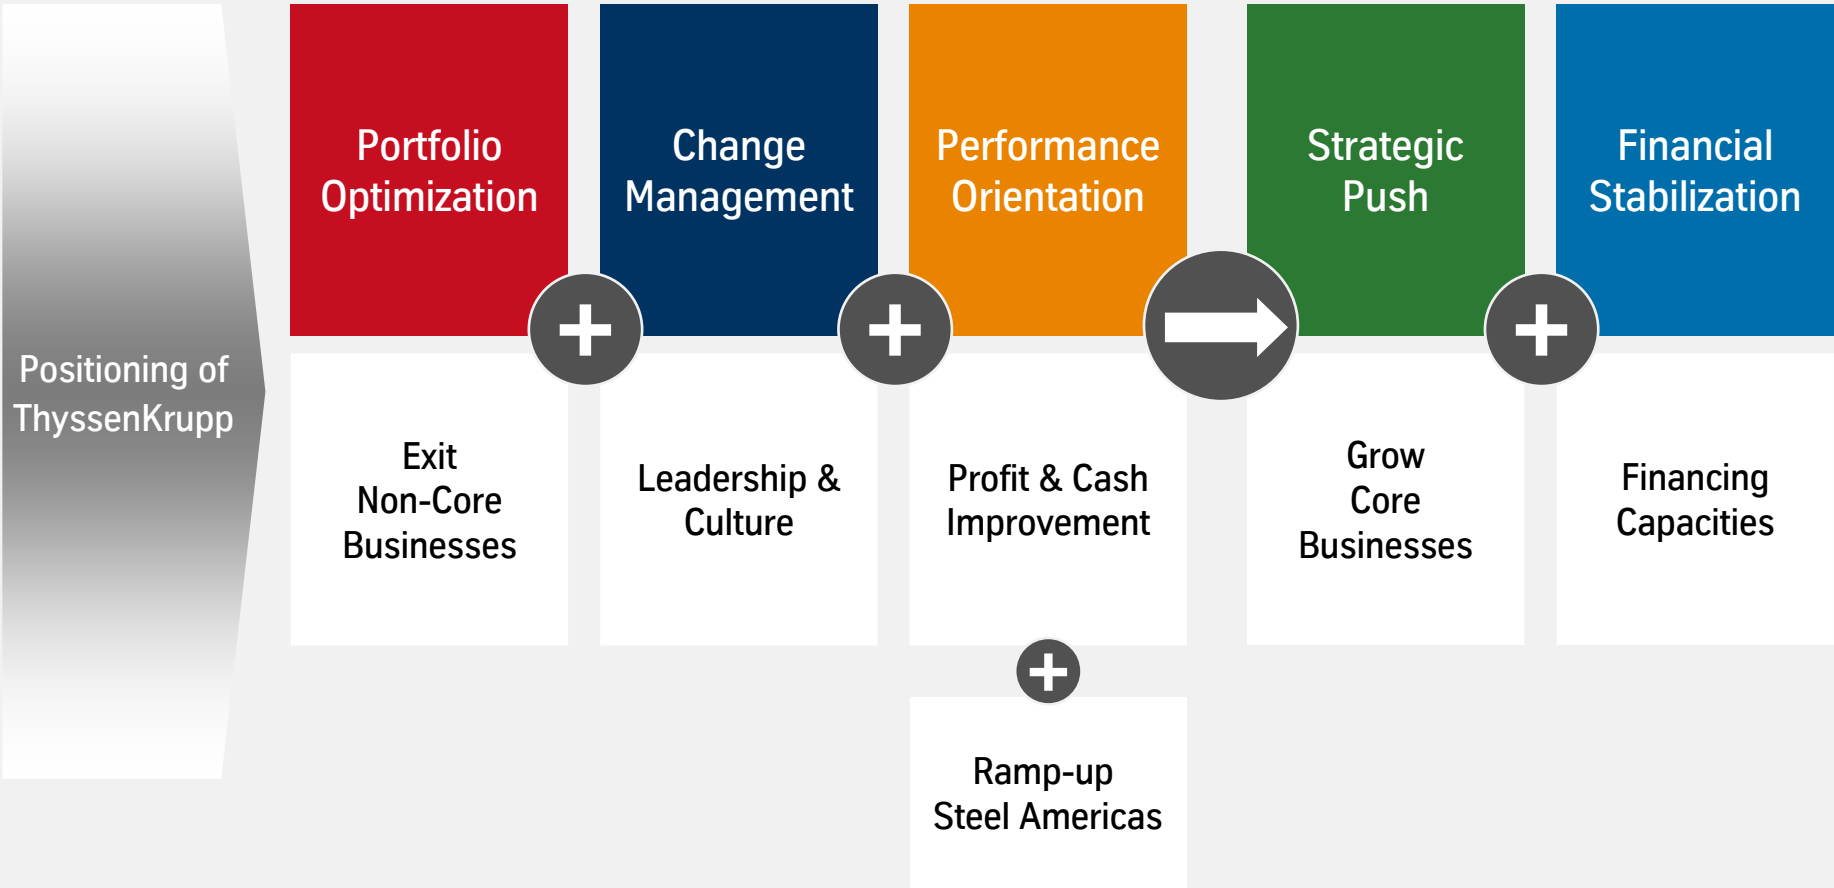 Positioning of
ThyssenKrupp
Portfolio
Optimization
Change
Management
Performance
Orientation
Strategic
Push
Financial
Stabilization
Exit
Non-Core
Businesses
Leadership &
Culture
Profit & Cash
Improvement
Grow
Core
Businesses
Financing
Capacities
Ramp-up
Steel Americas